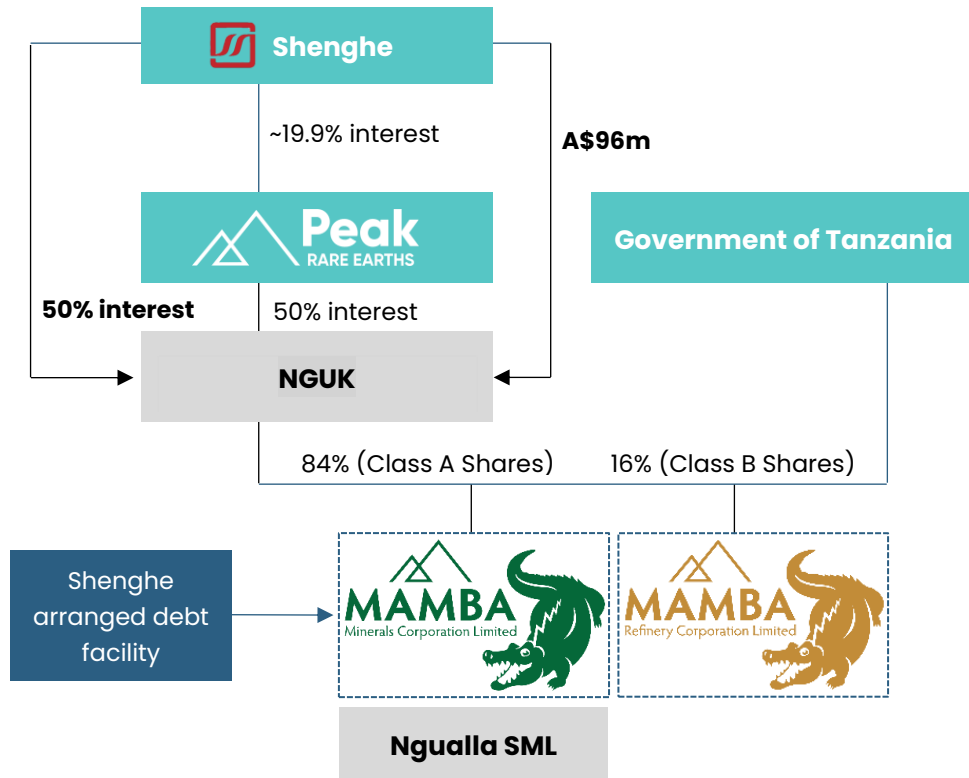 Shenghe
~19.9% interest
A$96m
Peak
RARE EARTHS
Government of Tanzania
50% interest
50% interest
NGUK
84% (Class A Shares)
16% (Class B Shares)
Shenghe
arranged debt
facility
MAMBA
Minerals Corporation Limited
MAMBA
Refinery Corporation Limited
Ngualla SML